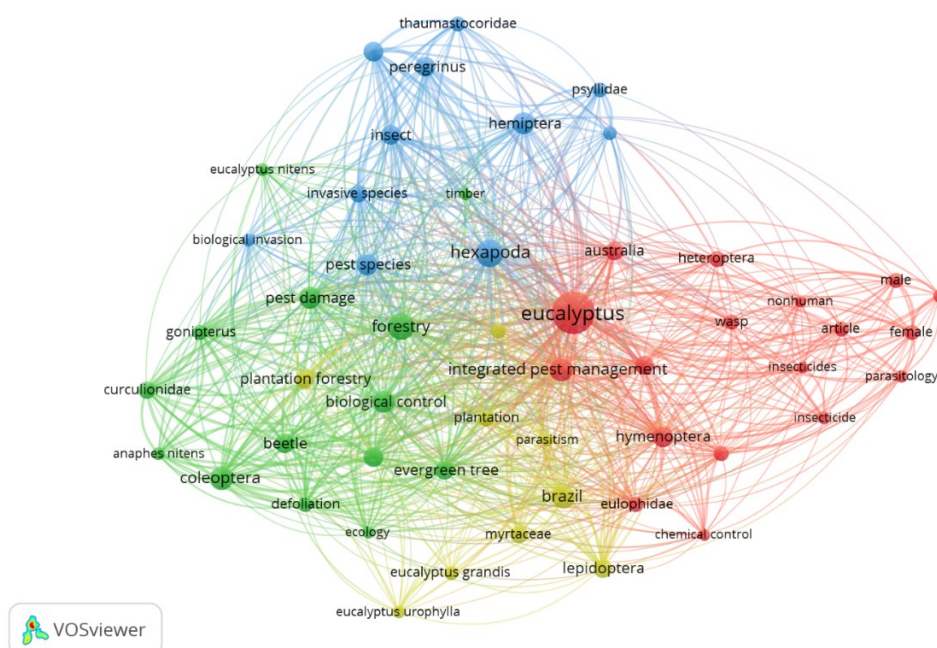 thaumastocoridae
peregrinus
psyllidae
hemiptera
insect
eucalyptus nitens
invasive species
timber
biological invasion
hexapoda
australia
pest species
heteroptera
male
pest damage
nonhuman
eucalyptus
gonipterus
forestry
wasp
article
female
integrated pest management
insecticides
plantation forestry
parasitology
curculionidae
biological control
plantation
insecticide
parasitism
hymenoptera
beetle
anaphes nitens
evergreen tree
coleoptera
brazil
defoliation
eulophidae
ecology
myrtaceae
chemical control
eucalyptus grandis
lepidoptera
eucalyptus urophylla
VOSviewer